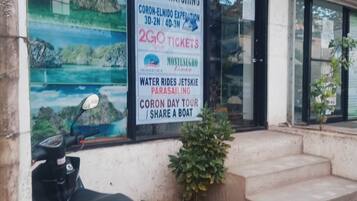 CORON-ELNIDO EXPEDITION
3D-2N / 4D-3N
2GO TICKETS
MONTENEGRO
Lines
WATER RIDES JETSKIE
PARASAILING
CORON DAY TOUR
/ SHARE A BOAT